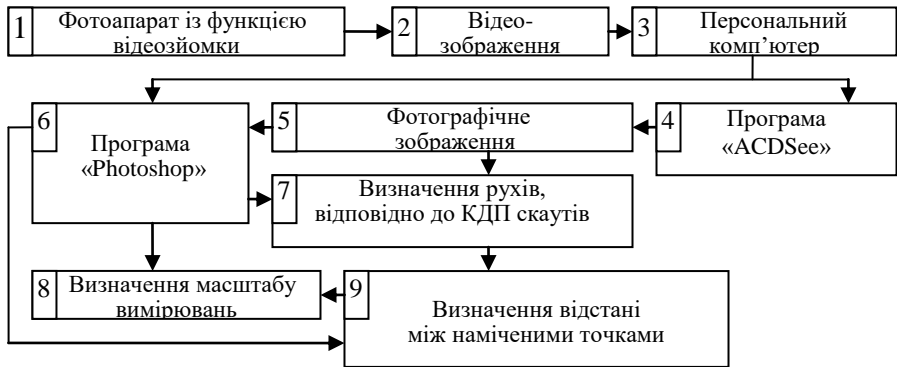 1 Фотоапарат із функцією
відеозйомки
2 Відео-
зображення
3 Персональний
комп’ютер
6 Програма
«Photoshop»
5 Фотографічне
зображення
4 Програма
«ACDSee»
7 Визначення рухів,
відповідно до КДП скаутів
8 Визначення масштабу
вимірювань
9 Визначення відстані
між наміченими точками